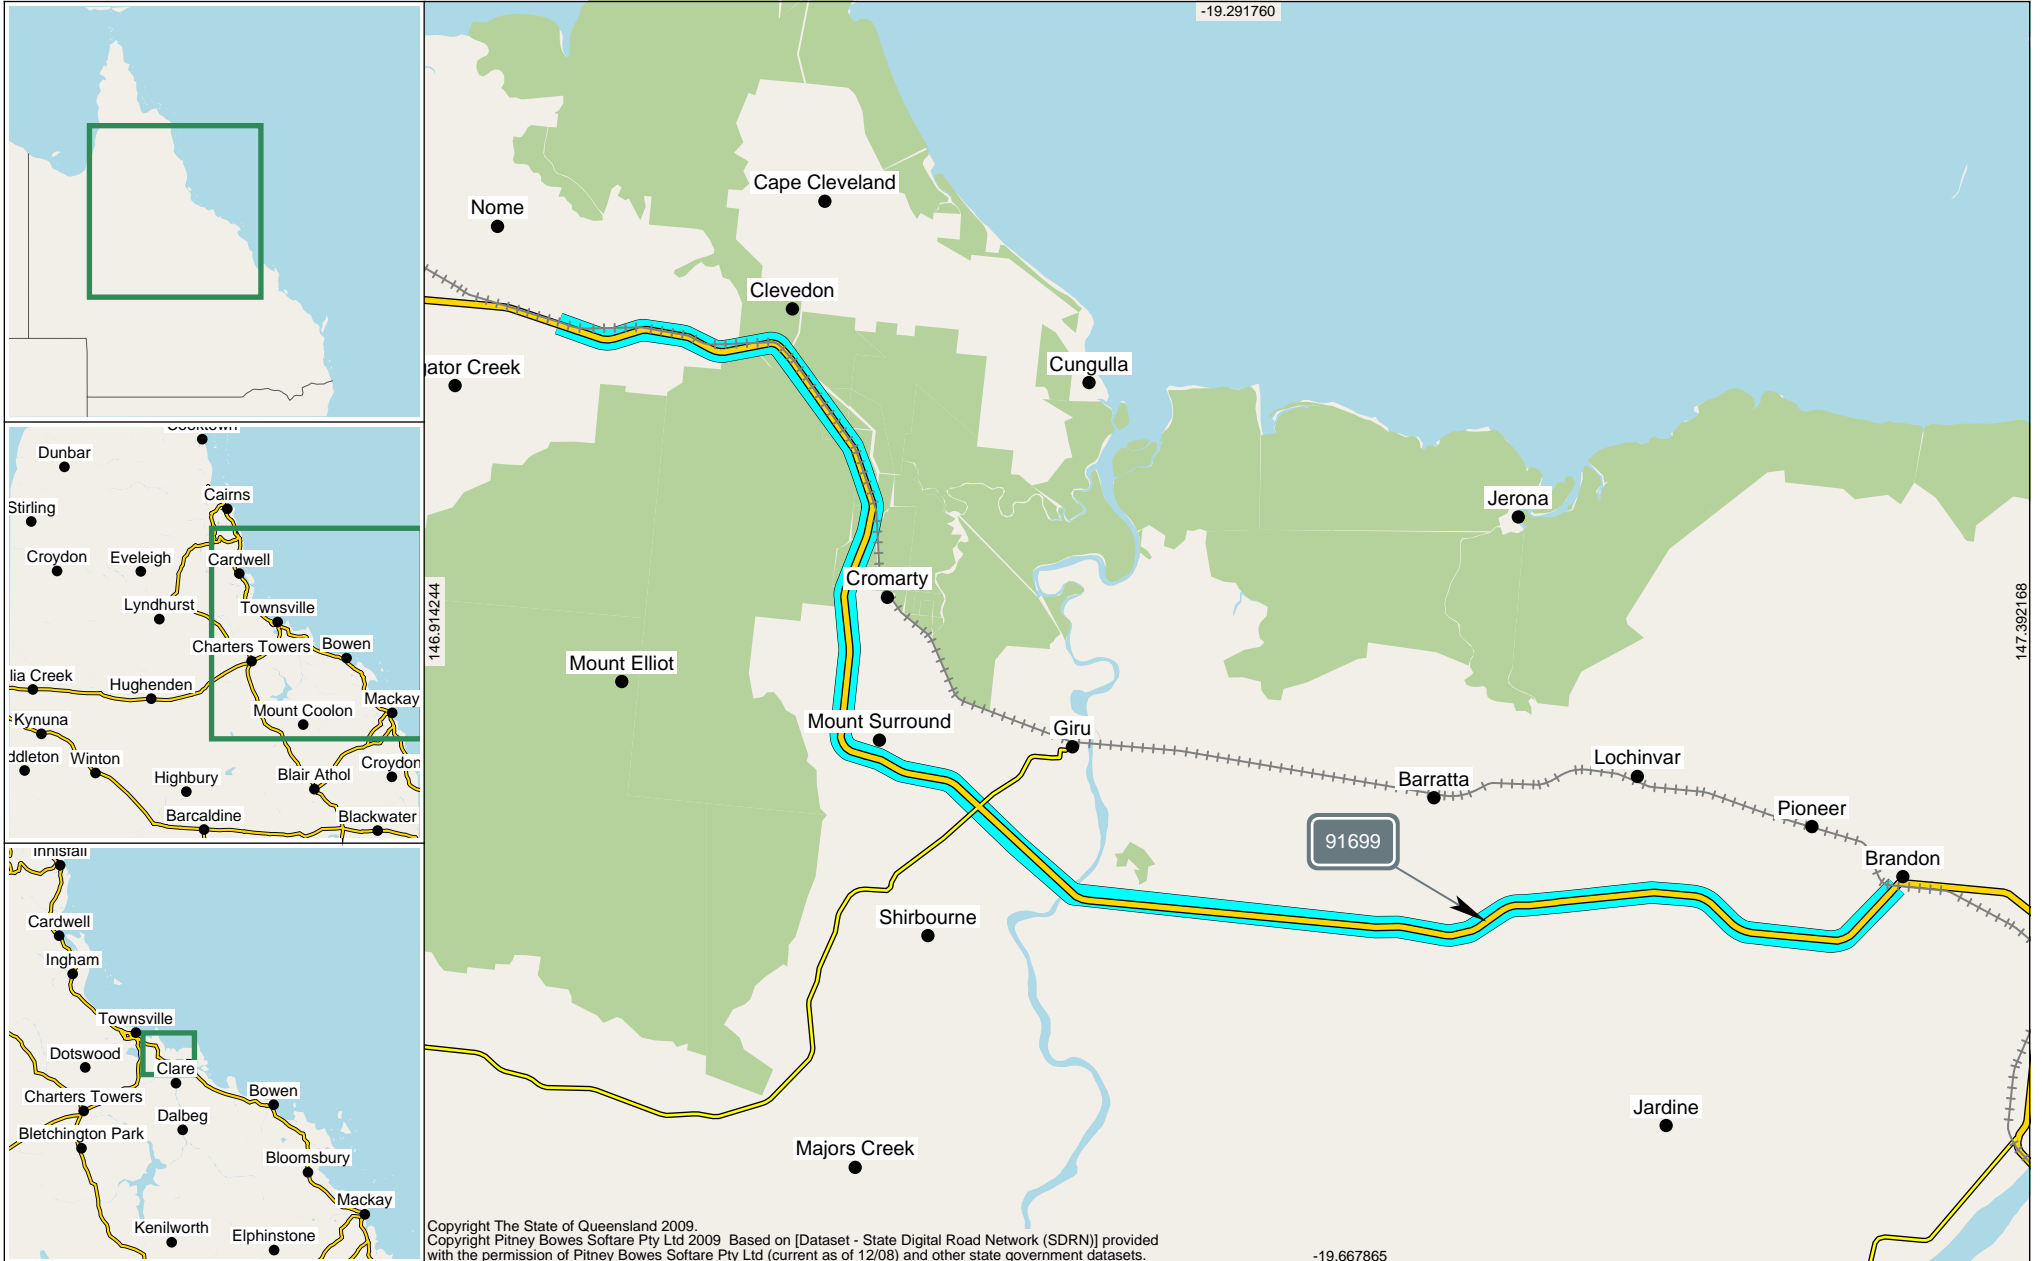 -19.291760
Cape Cleveland
Nome
Clevedon
gator Creek
Cungulla
Jerona
Cromarty
146.914244
147.392168
Mount Elliot
Mount Surround
Giru
Lochinvar
Barratta
Pioneer
91699
Brandon
Shirbourne
Jardine
Majors Creek
Copyright The State of Queensland 2009.
Copyright Pitney Bowes Softare Pty Ltd 2009 Based on [Dataset - State Digital Road Network (SDRN)] provided
with the permission of Pitney Bowes Softare Pty Ltd (current as of 12/08) and other state government datasets.
-19.667865
Cooktown
Dunbar
Cairns
Stirling
Croydon
Eveleigh
Cardwell
Lyndhurst
Townsville
Charters Towers
Bowen
lia Creek
Hughenden
Mackay
Mount Coolon
Kynuna
ddleton
Winton
Croydon
Highbury
Blair Athol
Barcaldine
Blackwater
Innisfail
Cardwell
Ingham
Townsville
Dotswood
Clare
Bowen
Charters Towers
Dalbeg
Bletchington Park
Bloomsbury
Mackay
Kenilworth
Elphinstone